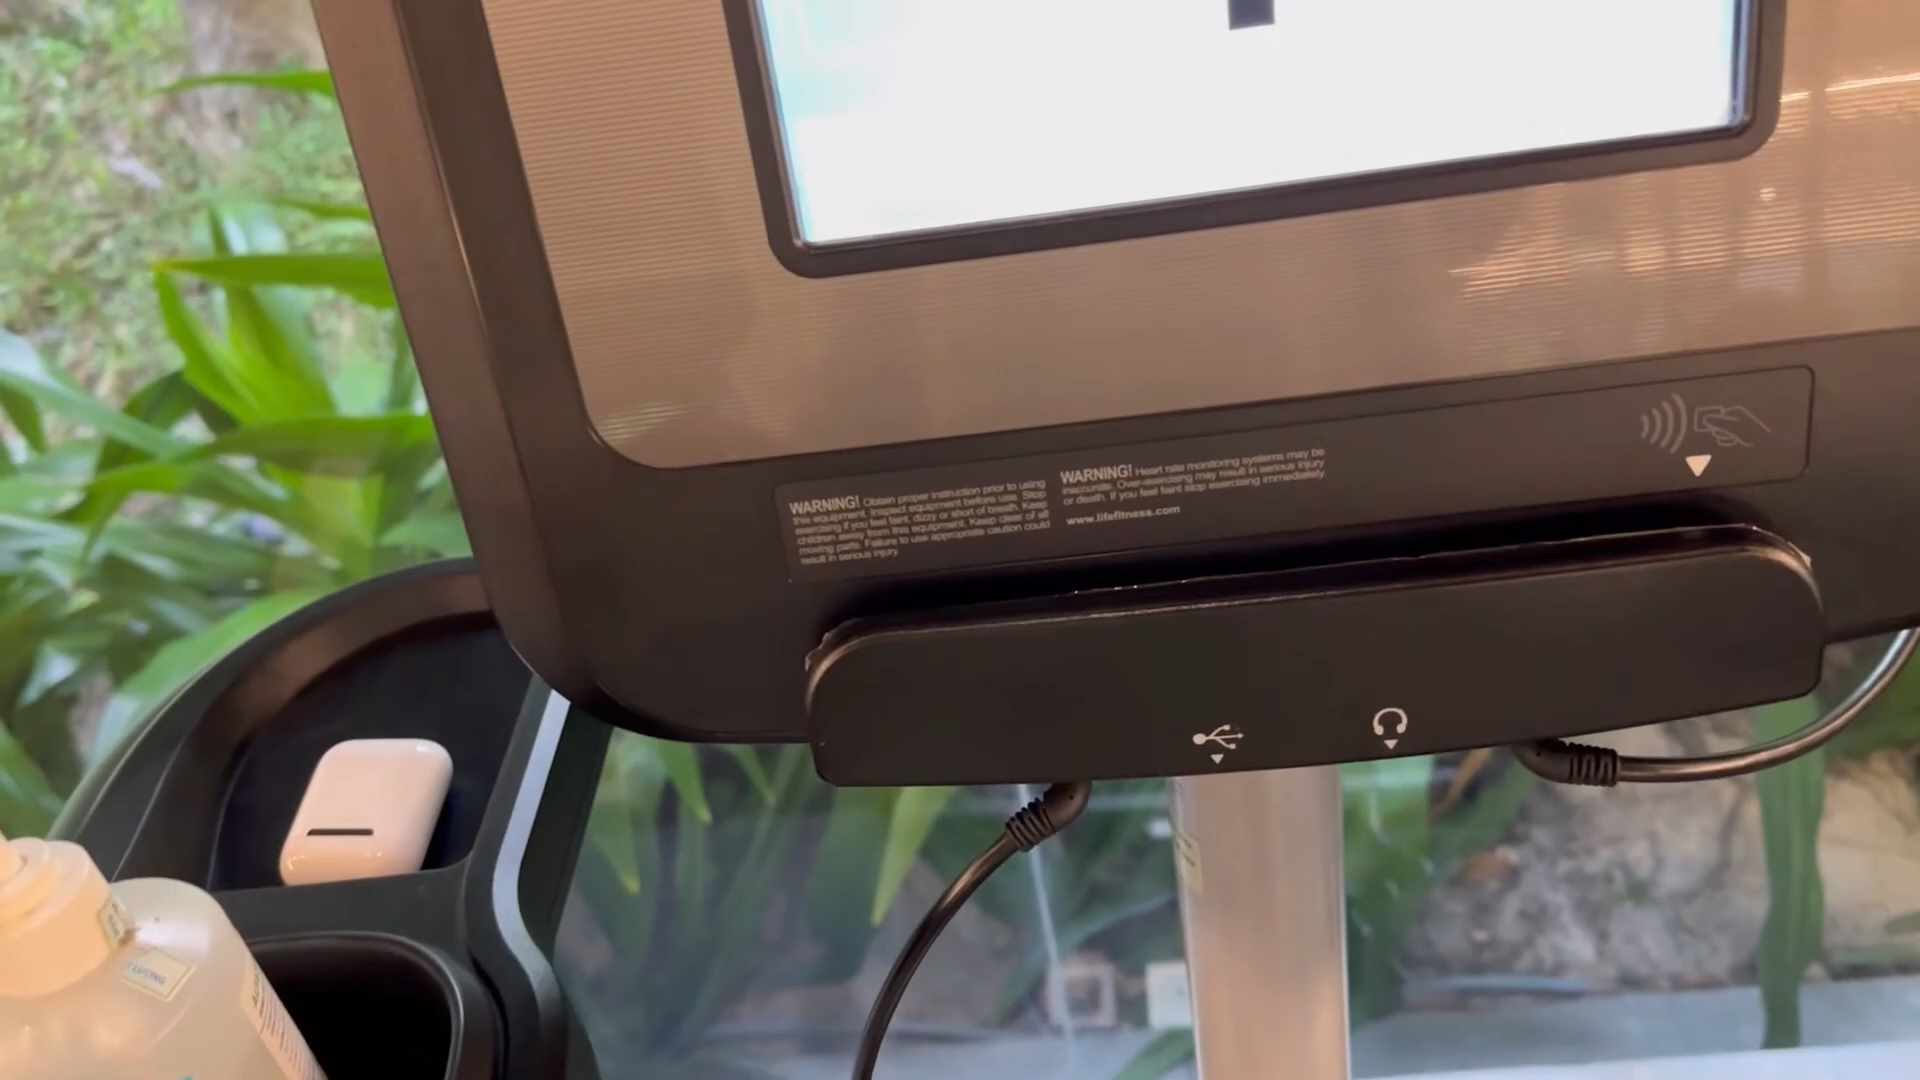 WARNING! Obtain proper instruction prior to using
this equipment. Inspect equipment before use. Stop
exercising if you feel faint, dizzy or short of breath. Keep
children away from this equipment. Keep clear of all
moving parts. Failure to use appropriate caution could
result in serious injury.
WARNING! Heart rate monitoring systems may be
inaccurate. Over-exercising may result in serious injury
or death. If you feel faint stop exercising immediately.
www.lifefitness.com
LƯỢNG